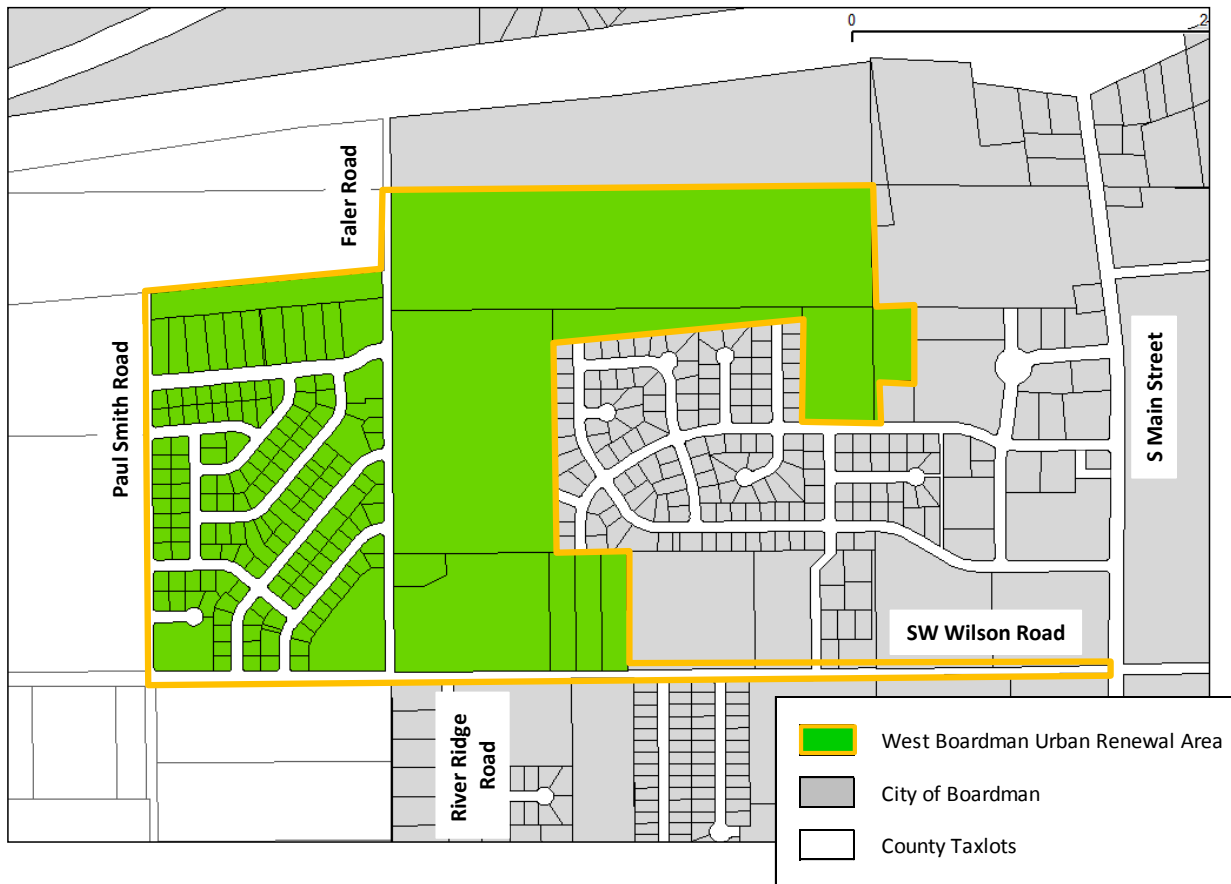 0
2
Faler Road
Paul Smith Road
S Main Street
SW Wilson Road
River Ridge
Road
West Boardman Urban Renewal Area
City of Boardman
County Taxlots